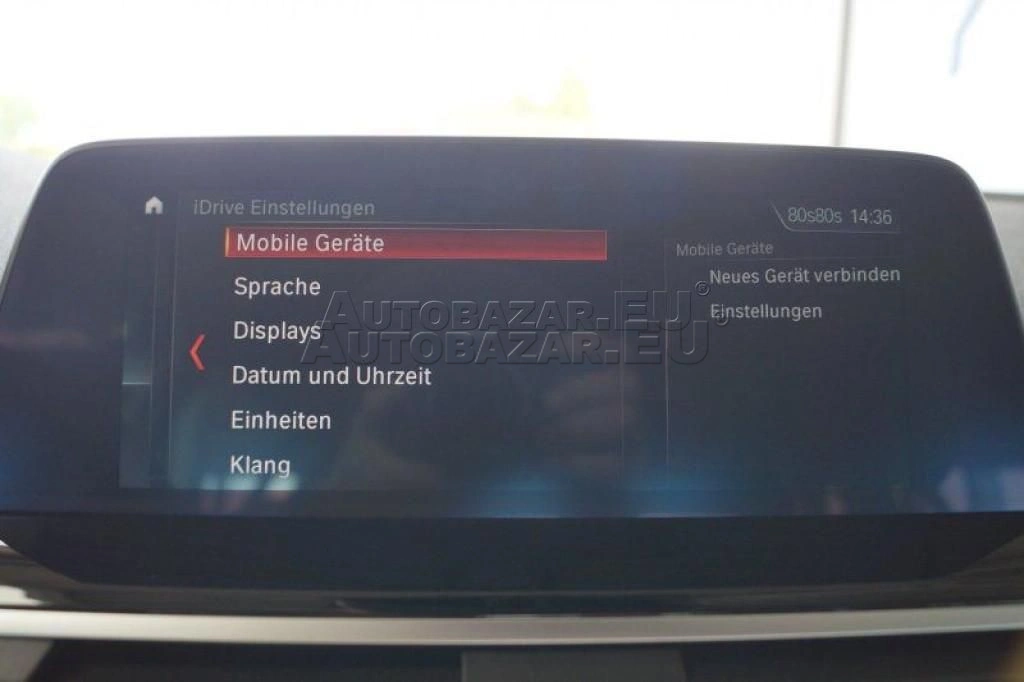 iDrive Einstellungen
80s80s 14:36
Mobile Geräte
Sprache
Displays
Datum und Uhrzeit
Einheiten
Klang
Mobile Geräte
Neues Gerät verbinden
Einstellungen
AUTOBAZAR.EU®
AUTOBAZAR.EU®